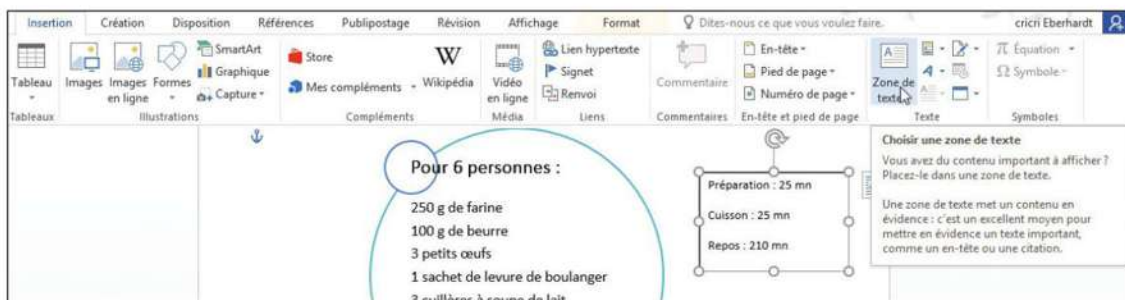 Insertion Création Disposition Références Publipostage Révision Affichage Format Dites-nous ce que vous voulez faire. cricri Eberhardt
Tableau
Images
Images en ligne
Formes
SmartArt
Graphique
Capture
Store
Mes compléments
W
Wikipédia
Vidéo en ligne
Lien hypertexte
Signet
Renvoi
Commentaire
En-tête
Pied de page
Numéro de page
#
A
Zone de texte
A
A
π Équation
Ω Symbole
Tableaux Illustrations Compléments Média Liens Commentaires En-tête et pied de page Texte Symboles
Pour 6 personnes :
250 g de farine
100 g de beurre
3 petits œufs
1 sachet de levure de boulanger
3 cuillères à soupe de lait
Préparation : 25 mn
Cuisson : 25 mn
Repos : 210 mn
Choisir une zone de texte
Vous avez du contenu important à afficher ?
Placez-le dans une zone de texte.
Une zone de texte met un contenu en
évidence : c'est un excellent moyen pour
mettre en évidence un texte important,
comme un en-tête ou une citation.